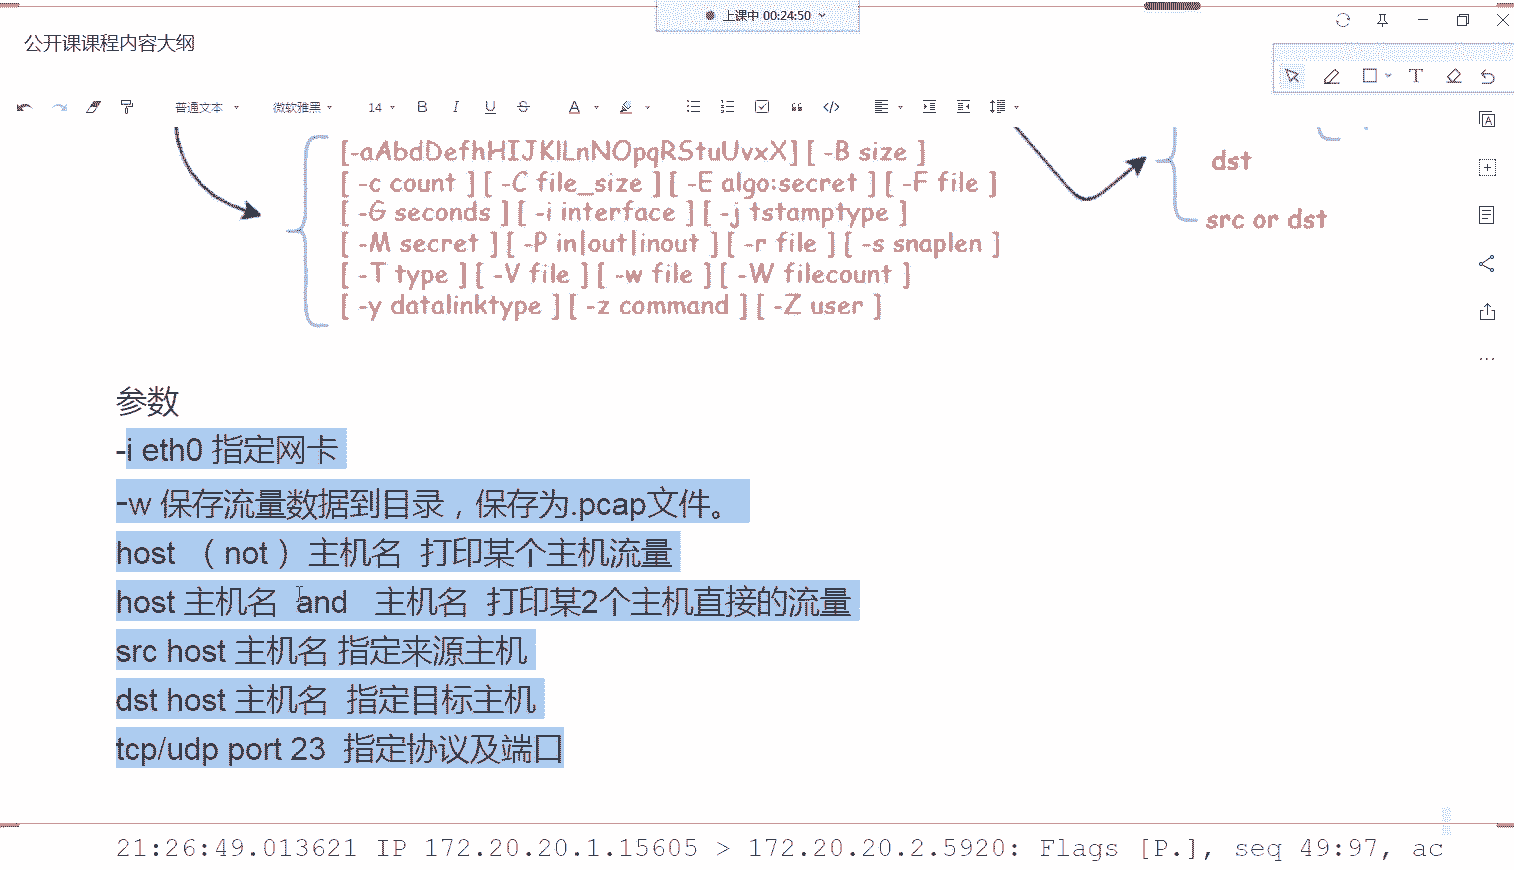 上课中 00:24:50
公开课课程内容大纲
普通文本 微软雅黑 14 B I U S A T
[-aAbdDefhHIJKlLnNOpqRStuUvxX] [ -B size ]
[ -c count ] [ -C file_size ] [ -E algo:secret ] [ -F file ]
[ -G seconds ] [ -i interface ] [ -j tstamptype ]
[ -M secret ] [ -P in|out|inout ] [ -r file ] [ -s snaplen ]
[ -T type ] [ -V file ] [ -w file ] [ -W filecount ]
[ -y datalinktype ] [ -z command ] [ -Z user ]
dst
src or dst
参数
-i eth0 指定网卡
-w 保存流量数据到目录，保存为.pcap文件。
host （not） 主机名 打印某个主机流量
host 主机名 and 主机名 打印某2个主机直接的流量
src host 主机名 指定来源主机
dst host 主机名 指定目标主机
tcp/udp port 23 指定协议及端口
21:26:49.013621 IP 172.20.20.1.15605 > 172.20.20.2.5920: Flags [P.], seq 49:97, ac